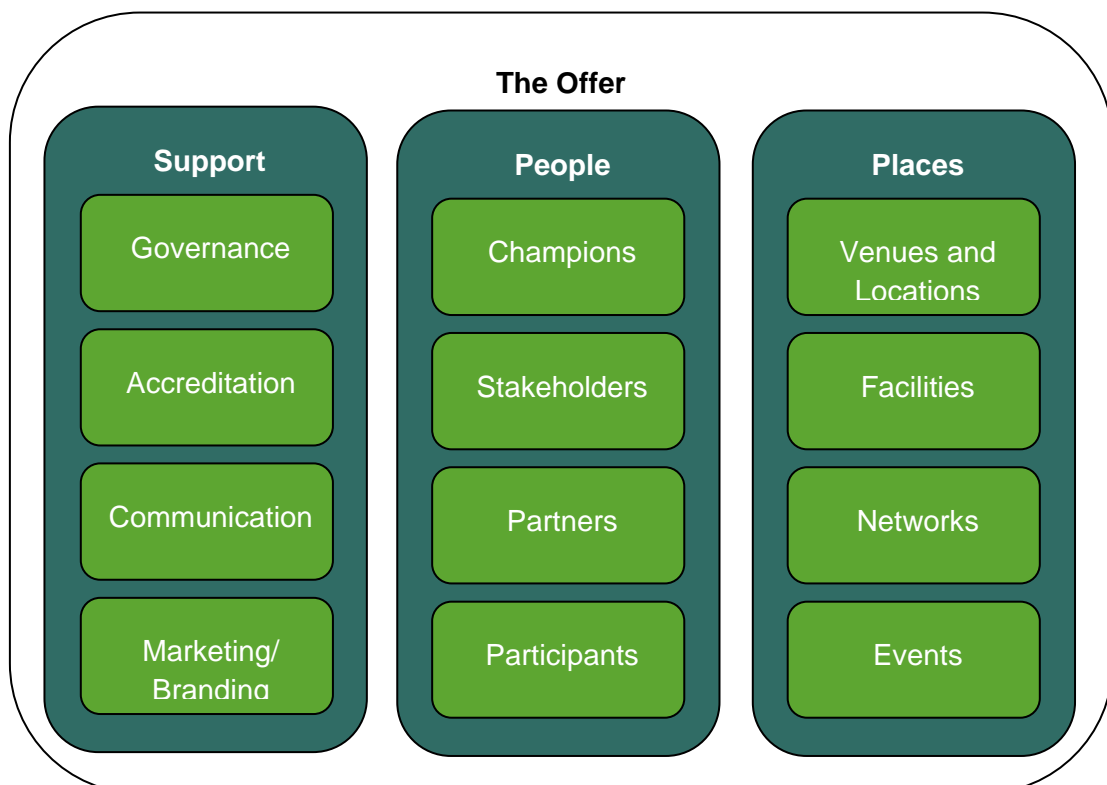 The Offer
Support
Governance
Accreditation
Communication
Marketing/
Branding
People
Champions
Stakeholders
Partners
Participants
Places
Venues and
Locations
Facilities
Networks
Events